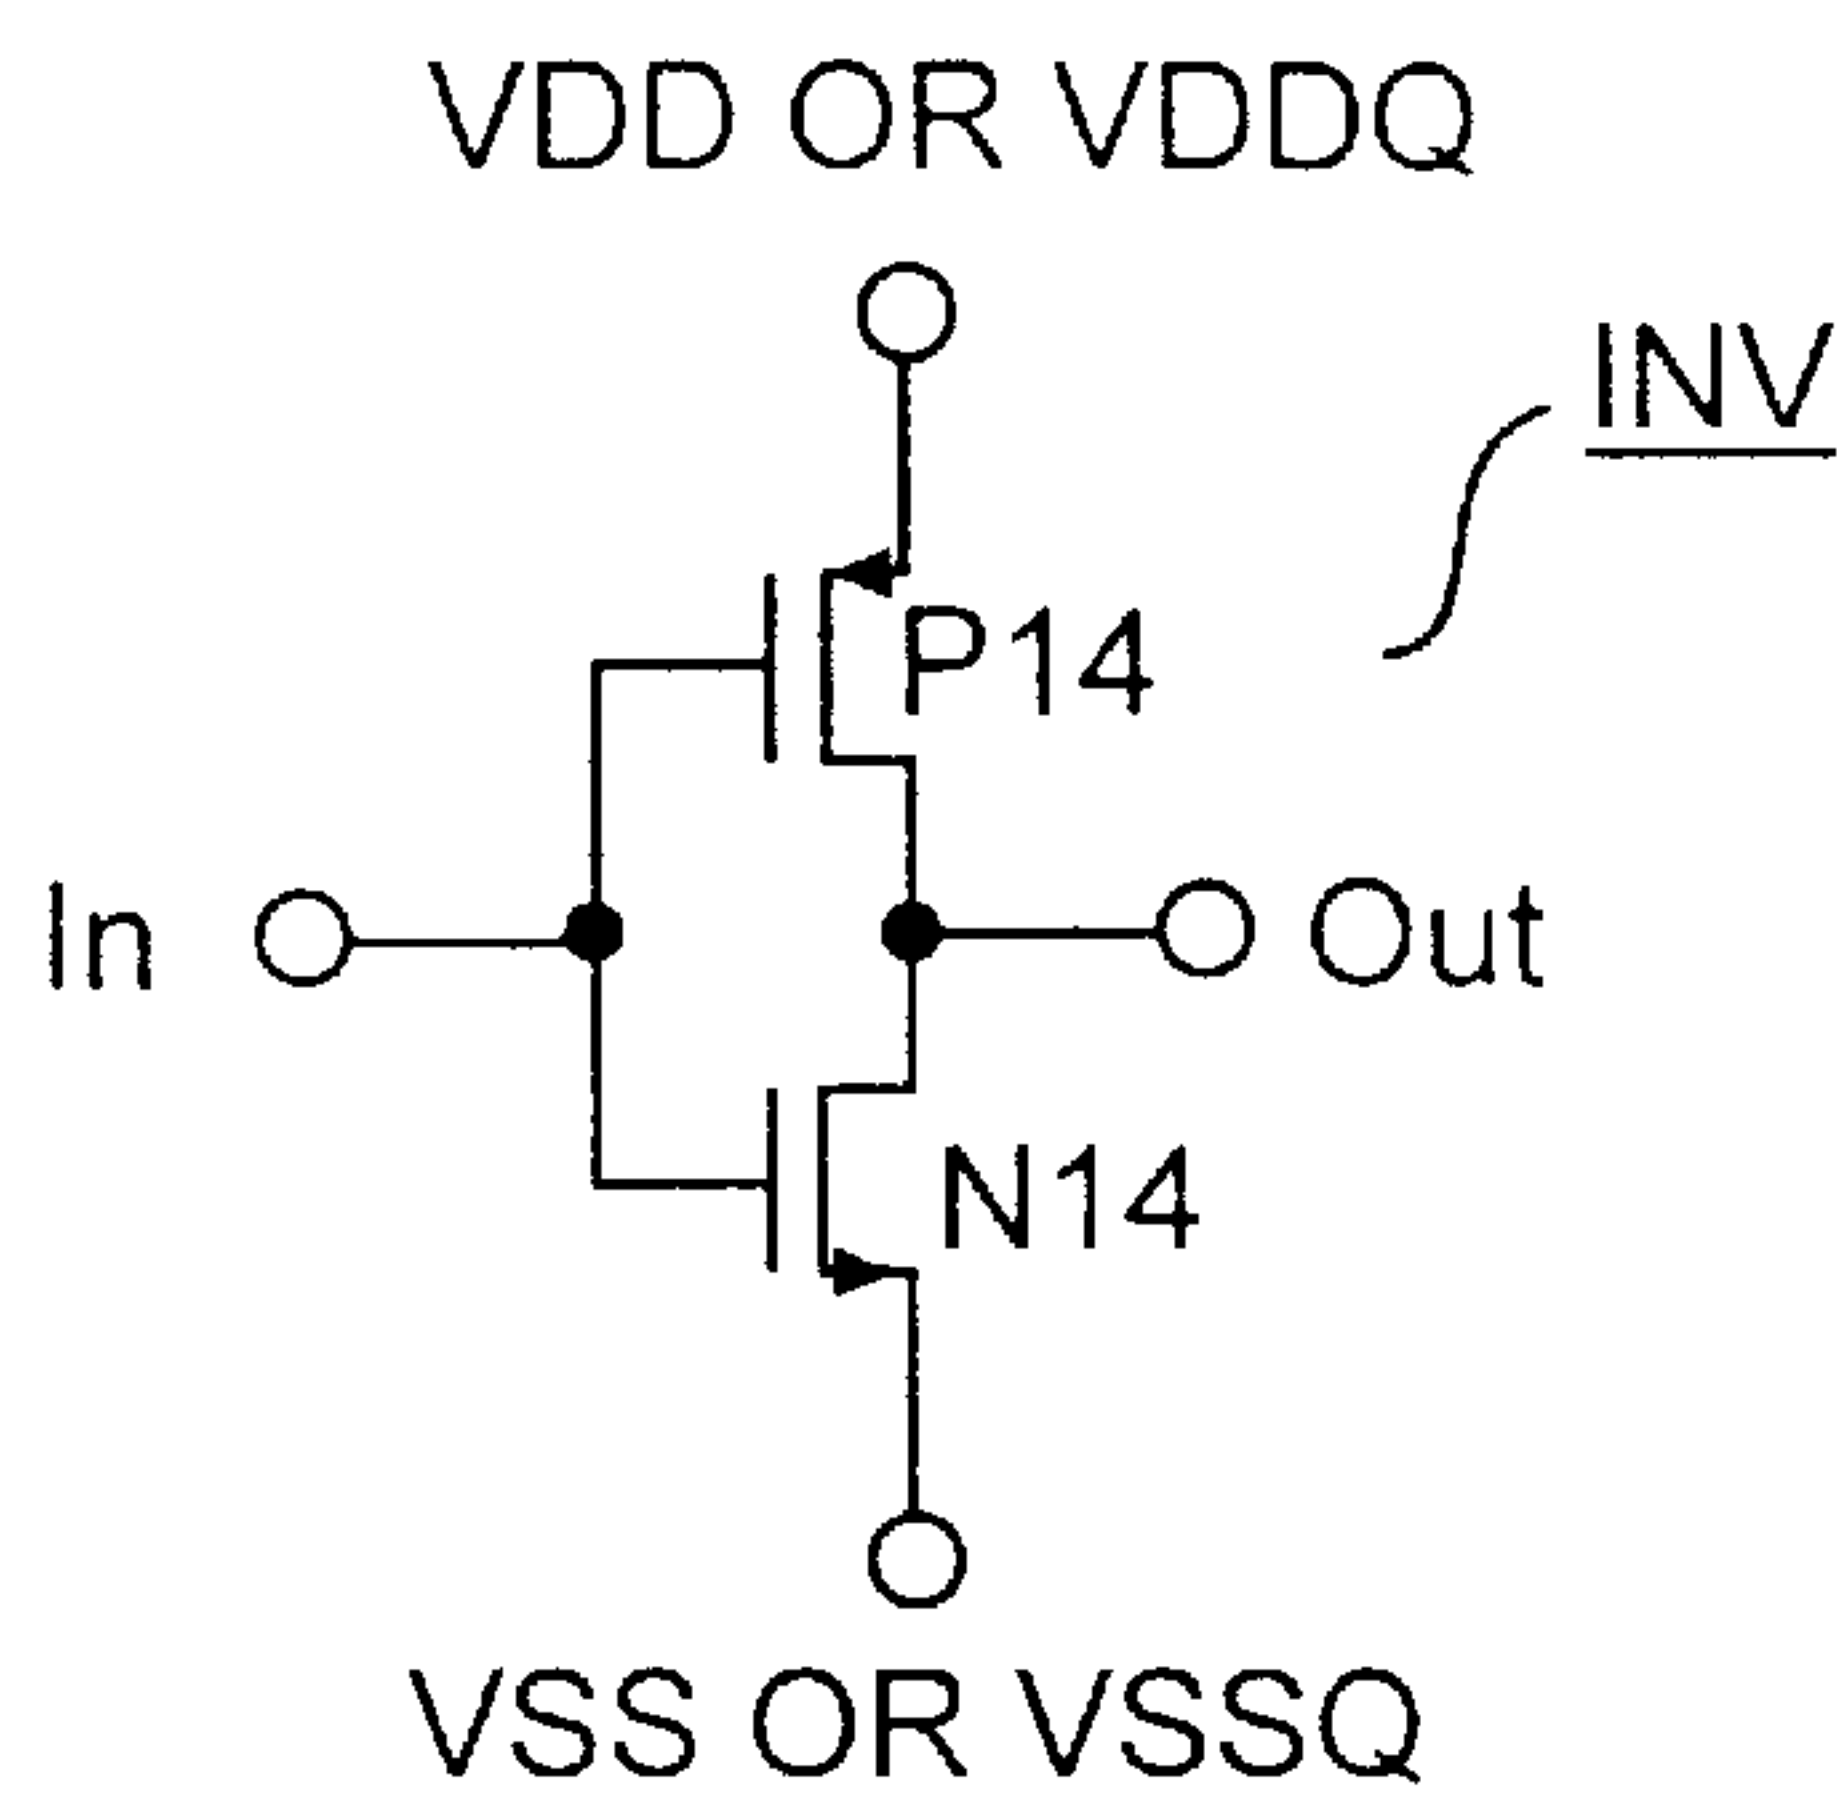 VDD OR VDDQ
INV
P14
In
Out
N14
VSS OR VSSQ